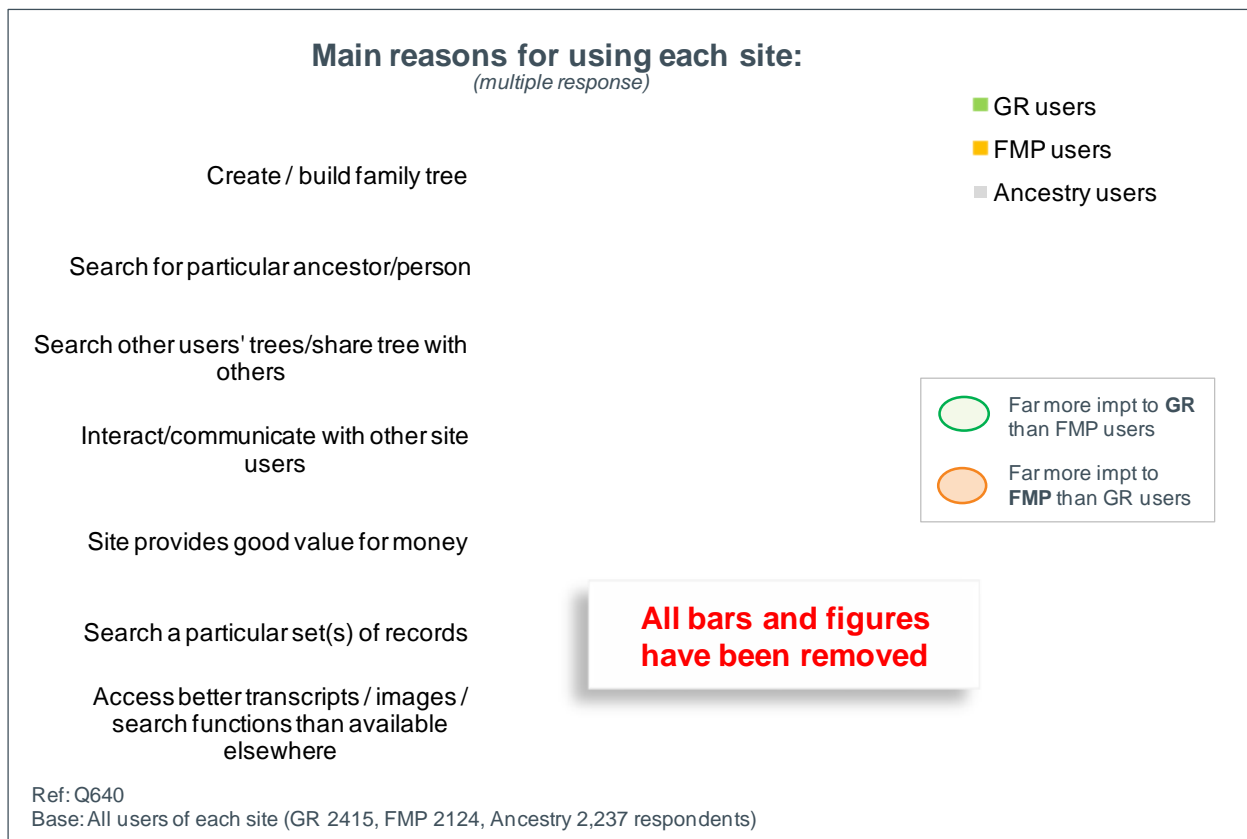 Main reasons for using each site:
(multiple response)
GR users
FMP users
Ancestry users
Create / build family tree
Search for particular ancestor/person
Search other users' trees/share tree with
others
Interact/communicate with other site
users
Site provides good value for money
Search a particular set(s) of records
Access better transcripts / images /
search functions than available
elsewhere
Far more impt to GR
than FMP users
Far more impt to
FMP than GR users
All bars and figures
have been removed
Ref: Q640
Base: All users of each site (GR 2415, FMP 2124, Ancestry 2,237 respondents)